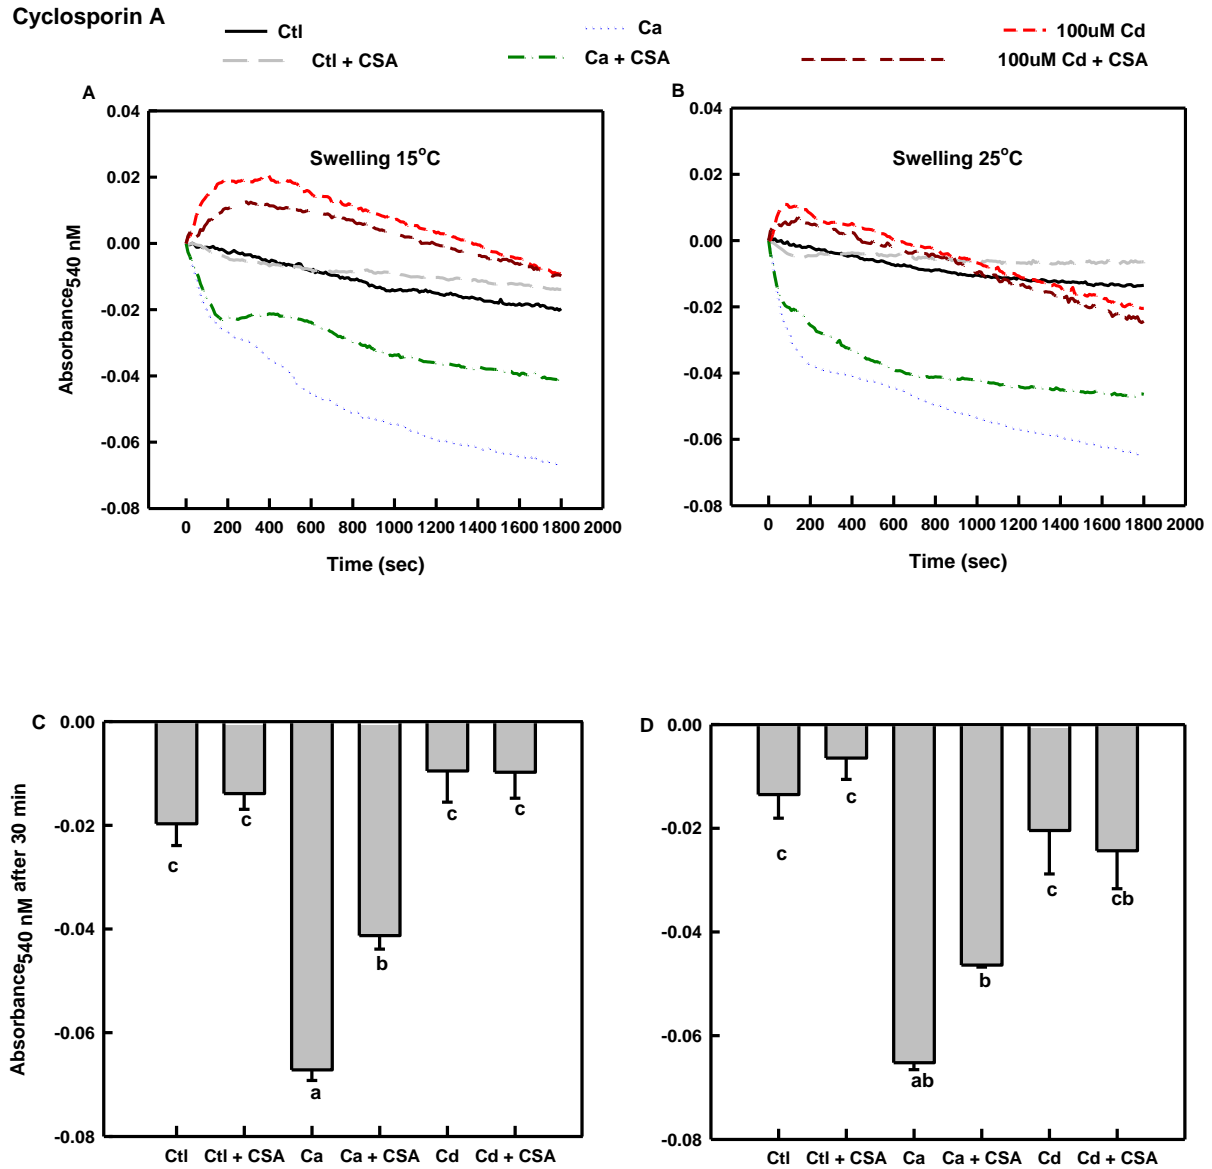 Cyclosporin A
Ctl
Ca
100uM Cd
Ctl + CSA
Ca + CSA
100uM Cd + CSA
A
B
0.04
0.02
0.00
-0.02
-0.04
-0.06
-0.08
Absorbance540 nM
Swelling 15oC
0 200 400 600 800 1000 1200 1400 1600 1800 2000
Time (sec)
0.04
0.02
0.00
-0.02
-0.04
-0.06
-0.08
Swelling 25oC
0 200 400 600 800 1000 1200 1400 1600 1800 2000
Time (sec)
C
0.00
-0.02
-0.04
-0.06
-0.08
Absorbance540 nM after 30 min
c
c
a
b
c
c
Ctl Ctl + CSA Ca Ca + CSA Cd Cd + CSA
D
0.00
-0.02
-0.04
-0.06
-0.08
c
c
ab
b
c
cb
Ctl Ctl + CSA Ca Ca + CSA Cd Cd + CSA